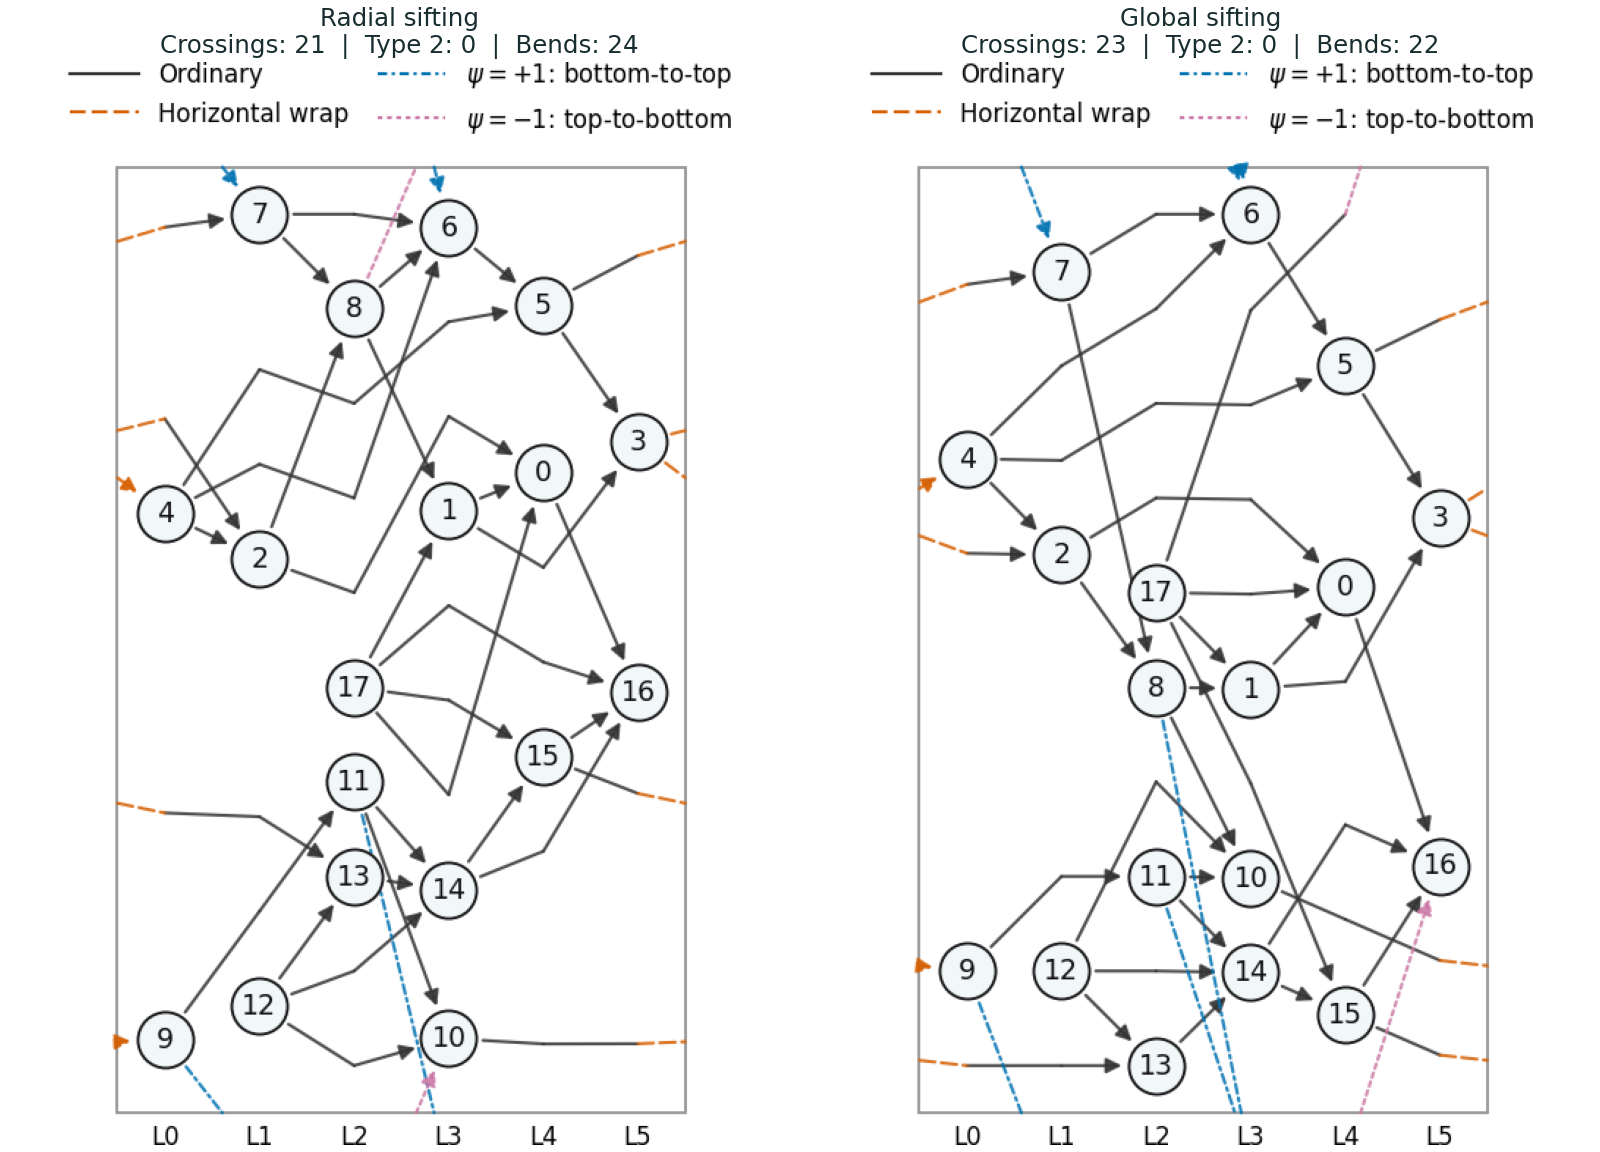 Radial sifting
Crossings: 21 | Type 2: 0 | Bends: 24
Ordinary
ψ = +1: bottom-to-top
Horizontal wrap
ψ = −1: top-to-bottom
7
6
8
5
3
4
0
1
2
17
16
15
11
13
14
12
9
10
L0 L1 L2 L3 L4 L5
Global sifting
Crossings: 23 | Type 2: 0 | Bends: 22
Ordinary
ψ = +1: bottom-to-top
Horizontal wrap
ψ = −1: top-to-bottom
6
7
5
4
3
2
17
0
8
1
16
11
10
9
12
14
15
13
L0 L1 L2 L3 L4 L5